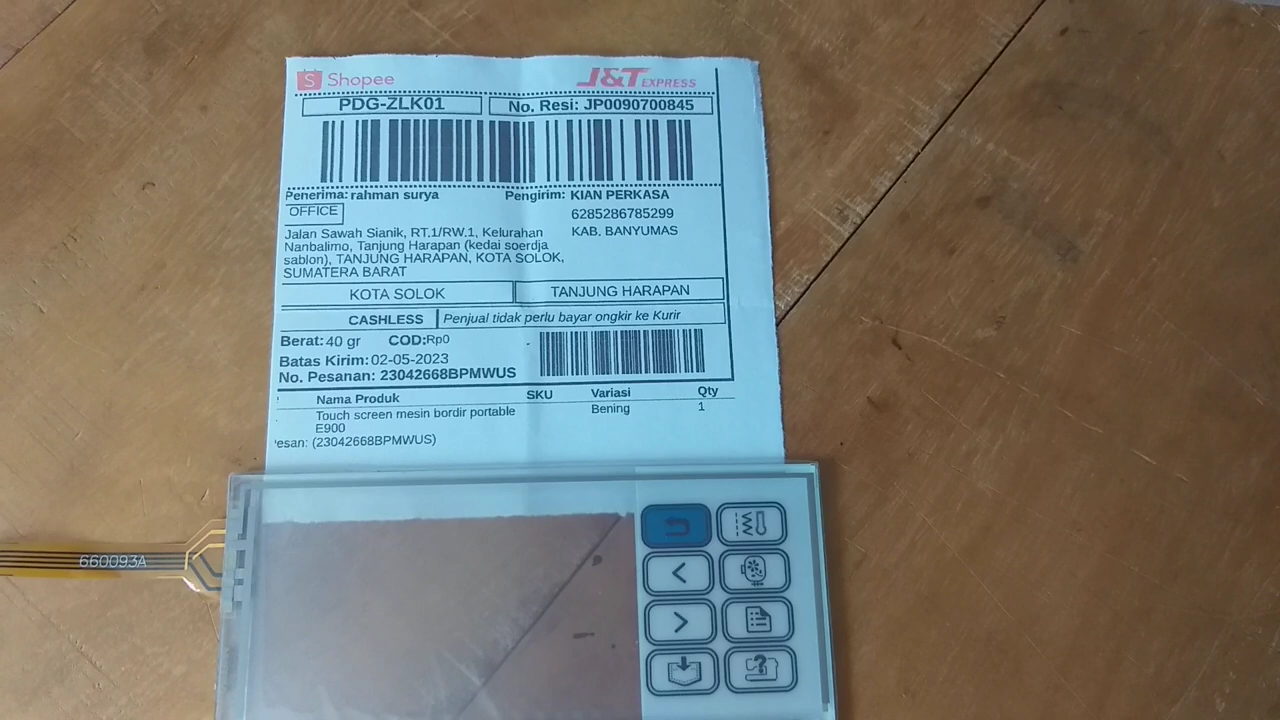 Shopee
J&T EXPRESS
PDG-ZLK01
No. Resi: JP0090700845
Penerima: rahman surya
Pengirim: KIAN PERKASA
OFFICE
6285286785299
KAB. BANYUMAS
Jalan Sawah Sianik, RT.1/RW.1, Kelurahan
Nanbalimo, Tanjung Harapan (kedai soerdja
sablon), TANJUNG HARAPAN, KOTA SOLOK,
SUMATERA BARAT
KOTA SOLOK
TANJUNG HARAPAN
CASHLESS
Penjual tidak perlu bayar ongkir ke Kurir
Berat: 40 gr COD:Rp0
Batas Kirim: 02-05-2023
No. Pesanan: 23042668BPMWUS
Nama Produk SKU Variasi Qty
Touch screen mesin bordir portable Bening 1
E900
esan: (23042668BPMWUS)
660093A